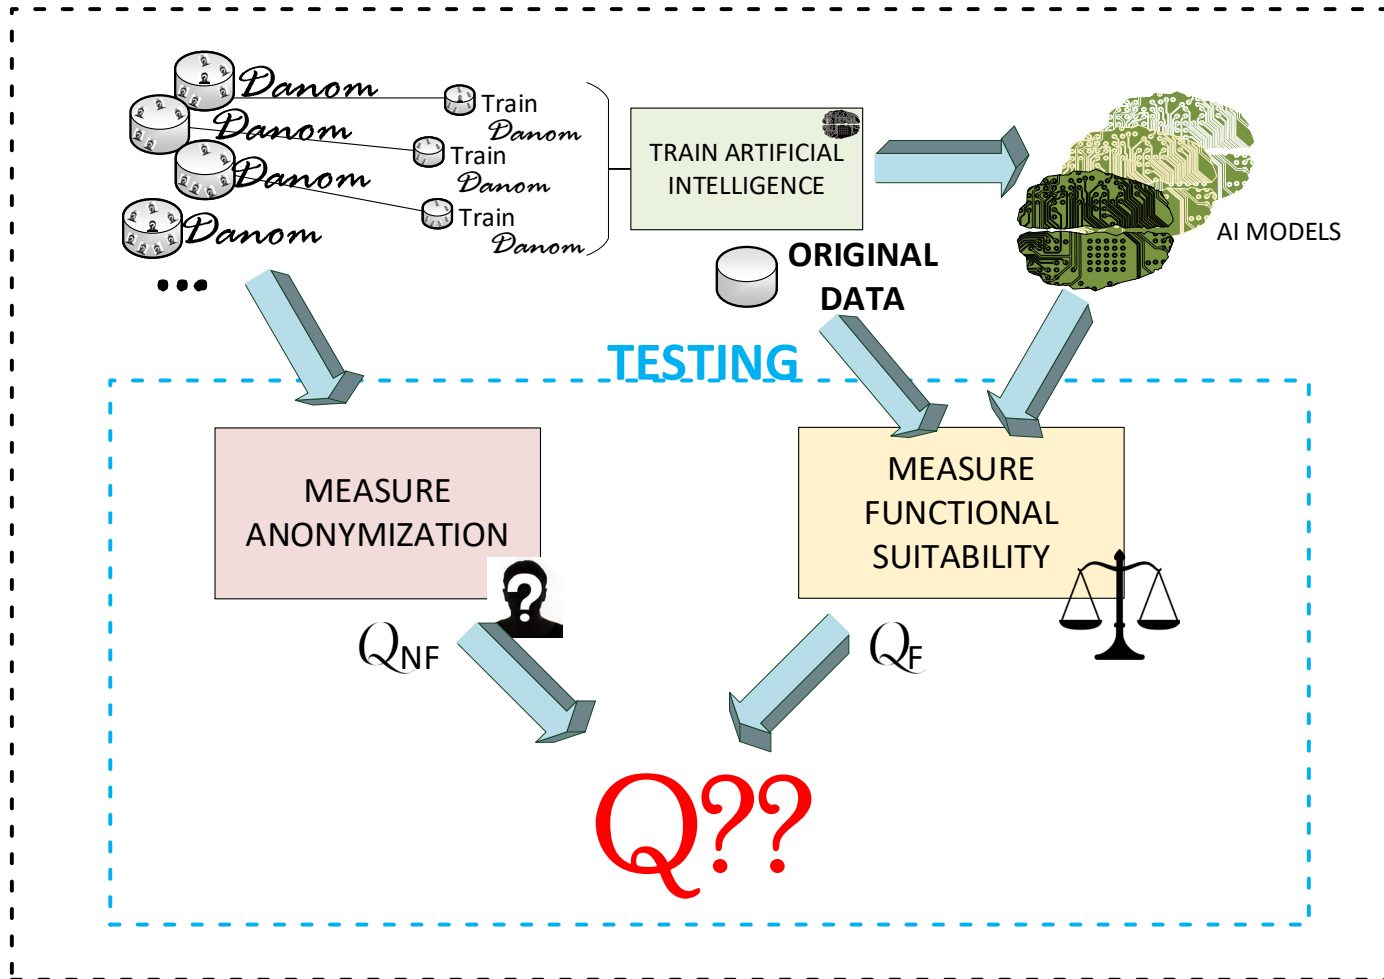 Danom
Danom
Danom
Danom
...
Train
Danom
Train
Danom
Train
Danom
TRAIN ARTIFICIAL
INTELLIGENCE
AI MODELS
ORIGINAL
DATA
TESTING
MEASURE
ANONYMIZATION
?
MEASURE
FUNCTIONAL
SUITABILITY
QNF
QF
Q??